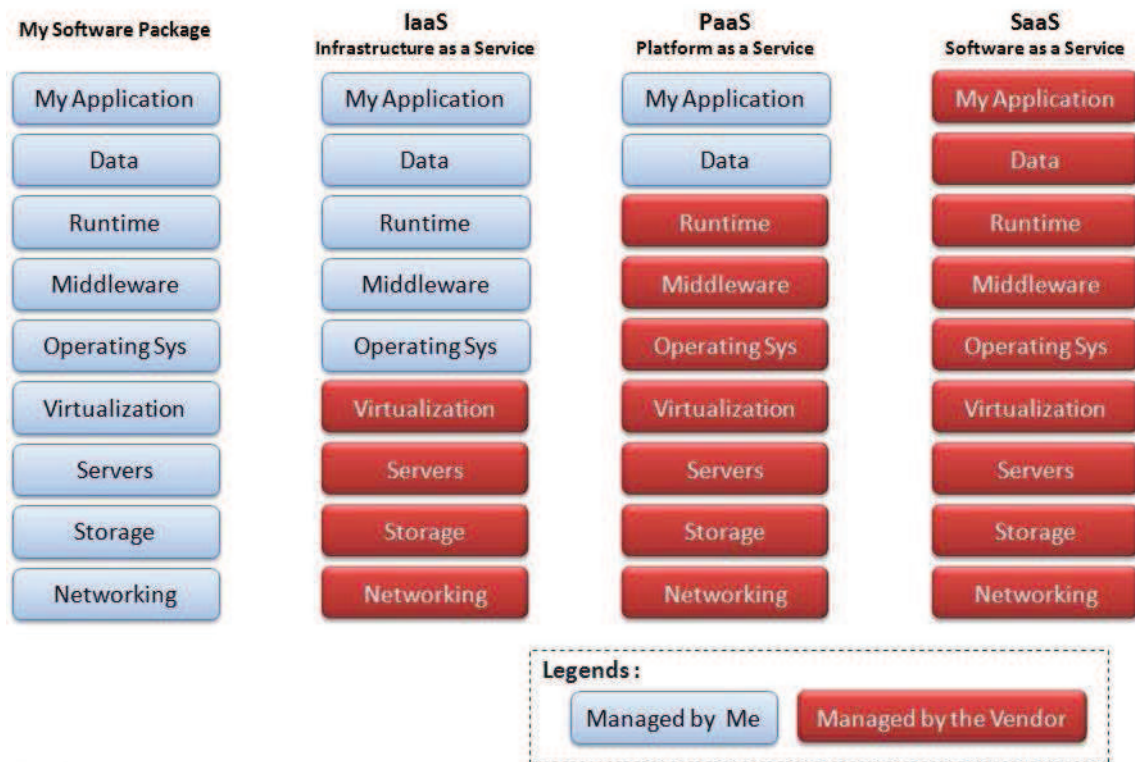 My Software Package
IaaS
Infrastructure as a Service
PaaS
Platform as a Service
SaaS
Software as a Service
My Application
Data
Runtime
Middleware
Operating Sys
Virtualization
Servers
Storage
Networking
My Application
Data
Runtime
Middleware
Operating Sys
Virtualization
Servers
Storage
Networking
My Application
Data
Runtime
Middleware
Operating Sys
Virtualization
Servers
Storage
Networking
My Application
Data
Runtime
Middleware
Operating Sys
Virtualization
Servers
Storage
Networking
Legends :
Managed by Me
Managed by the Vendor